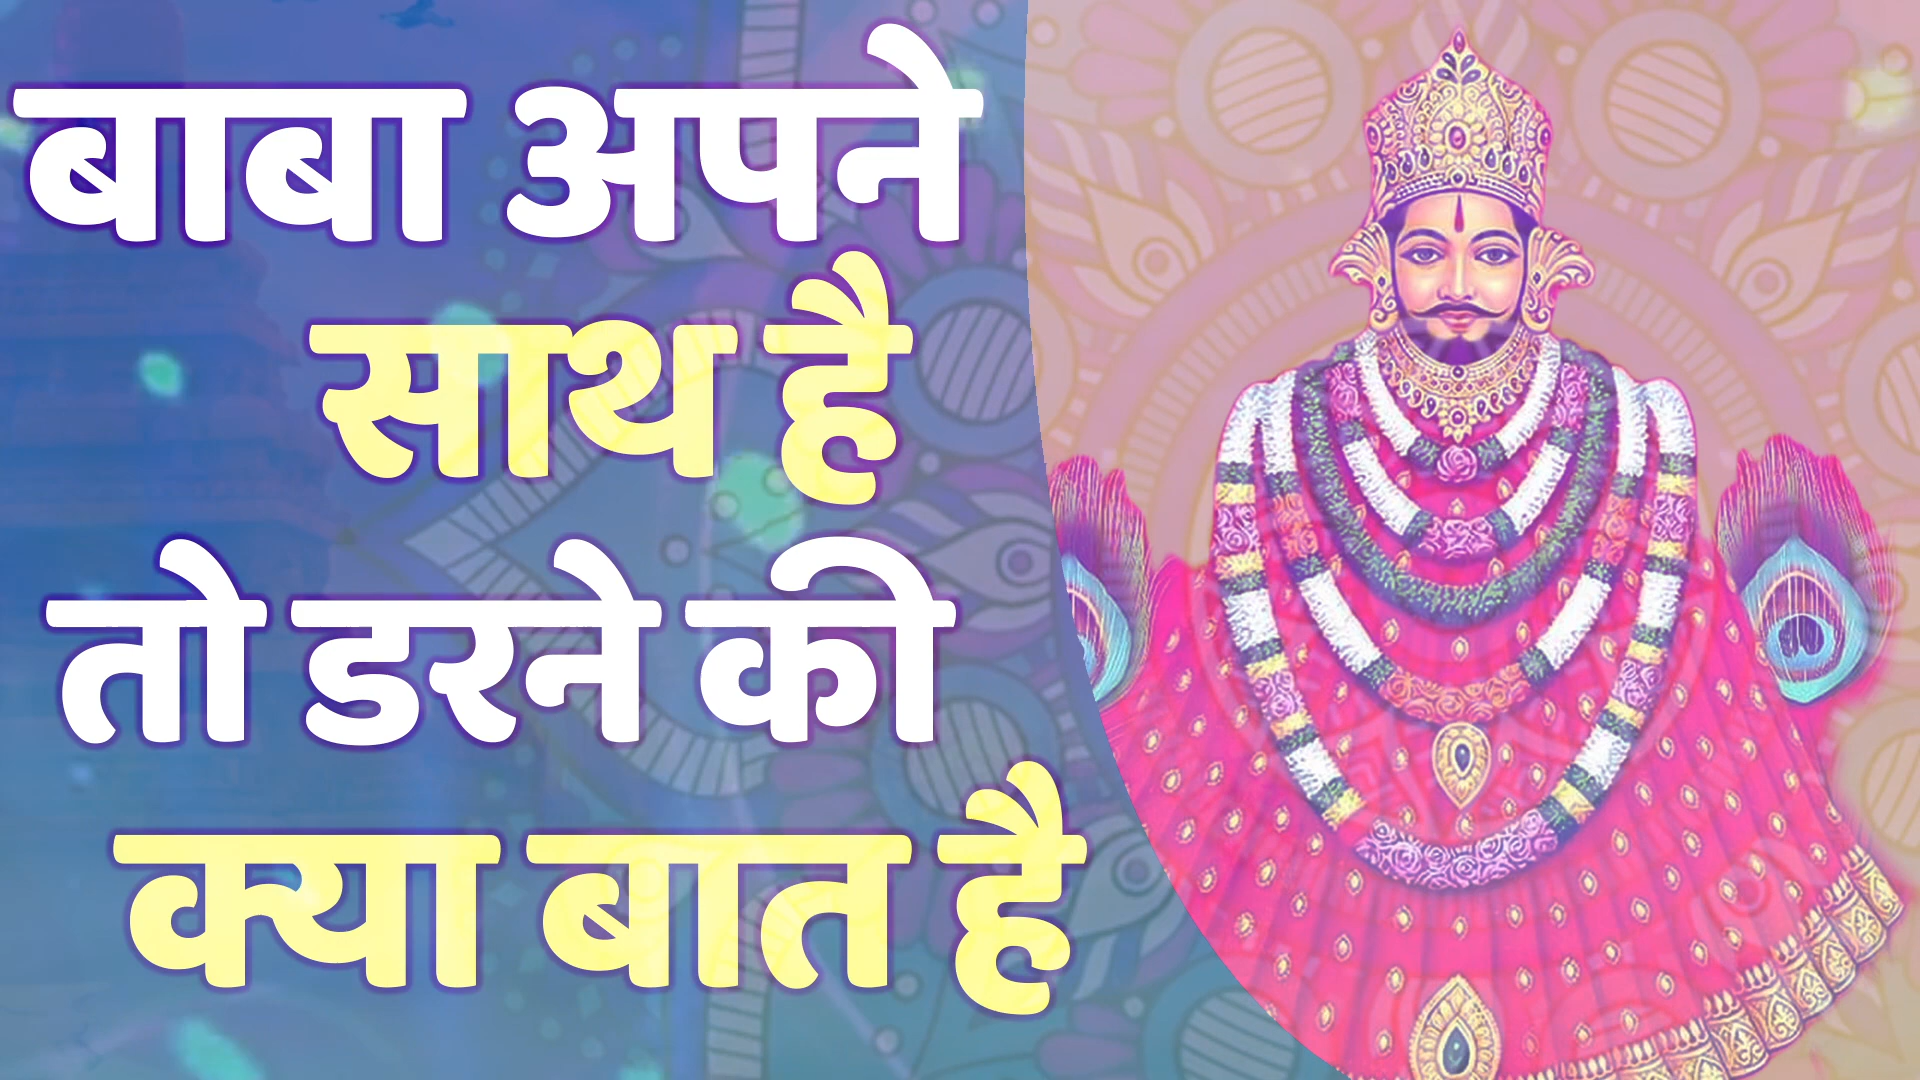 बाबा अपने
साथ है
तो डरने की
क्या बात है